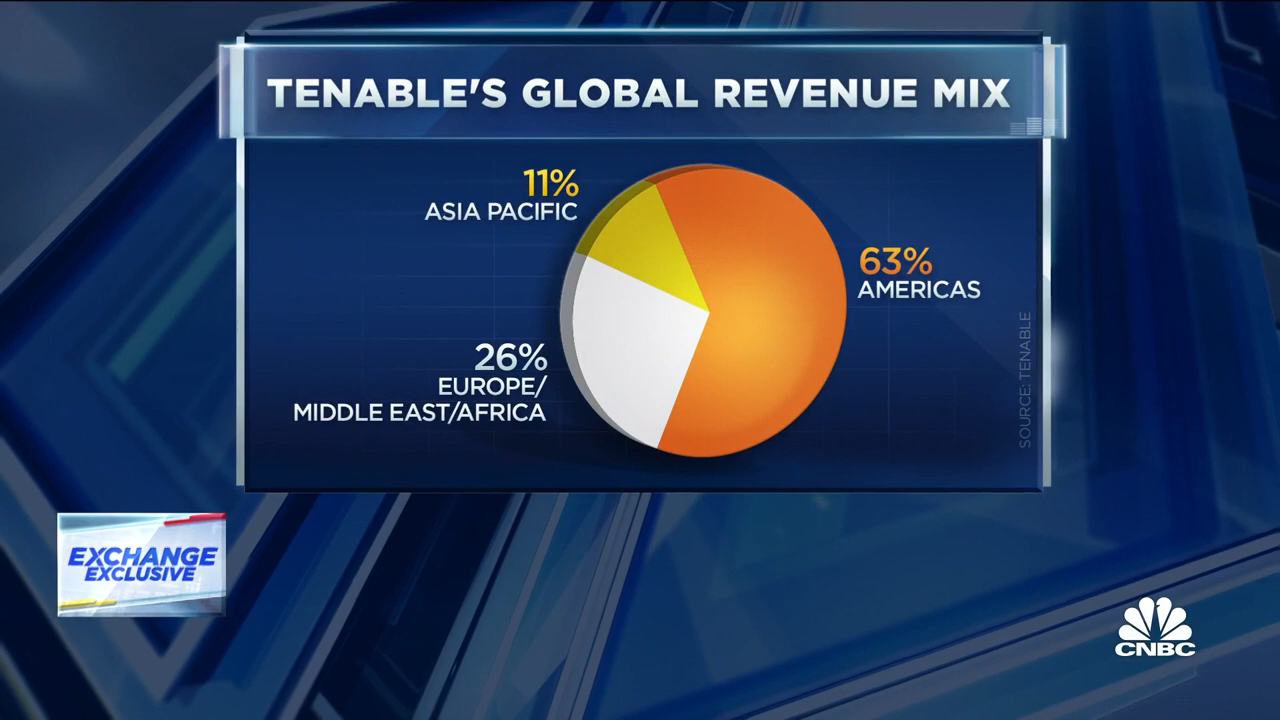 TENABLE'S GLOBAL REVENUE MIX
11%
ASIA PACIFIC
63%
AMERICAS
26%
EUROPE/
MIDDLE EAST/AFRICA
SOURCE: TENABLE
EXCHANGE
EXCLUSIVE
CNBC